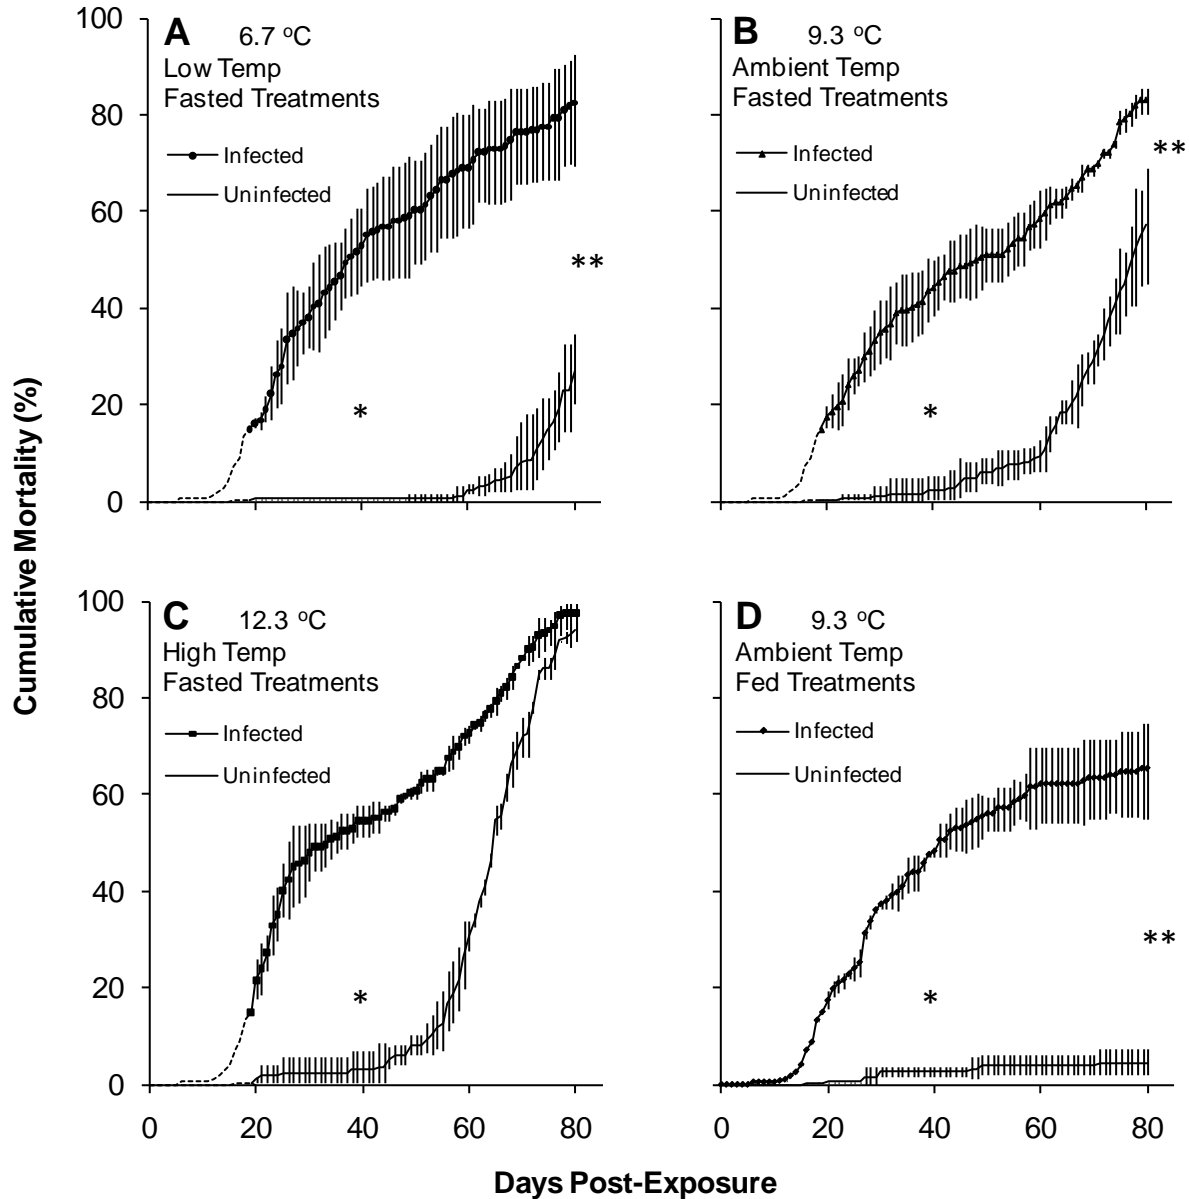 Cumulative Mortality (%)
100
80
60
40
20
0
A 6.7 °C
Low Temp
Fasted Treatments
Infected
Uninfected
*
**
B 9.3 °C
Ambient Temp
Fasted Treatments
Infected
Uninfected
*
**
100
80
60
40
20
0
C 12.3 °C
High Temp
Fasted Treatments
Infected
Uninfected
*
0 20 40 60 80
D 9.3 °C
Ambient Temp
Fed Treatments
Infected
Uninfected
*
**
0 20 40 60 80
Days Post-Exposure